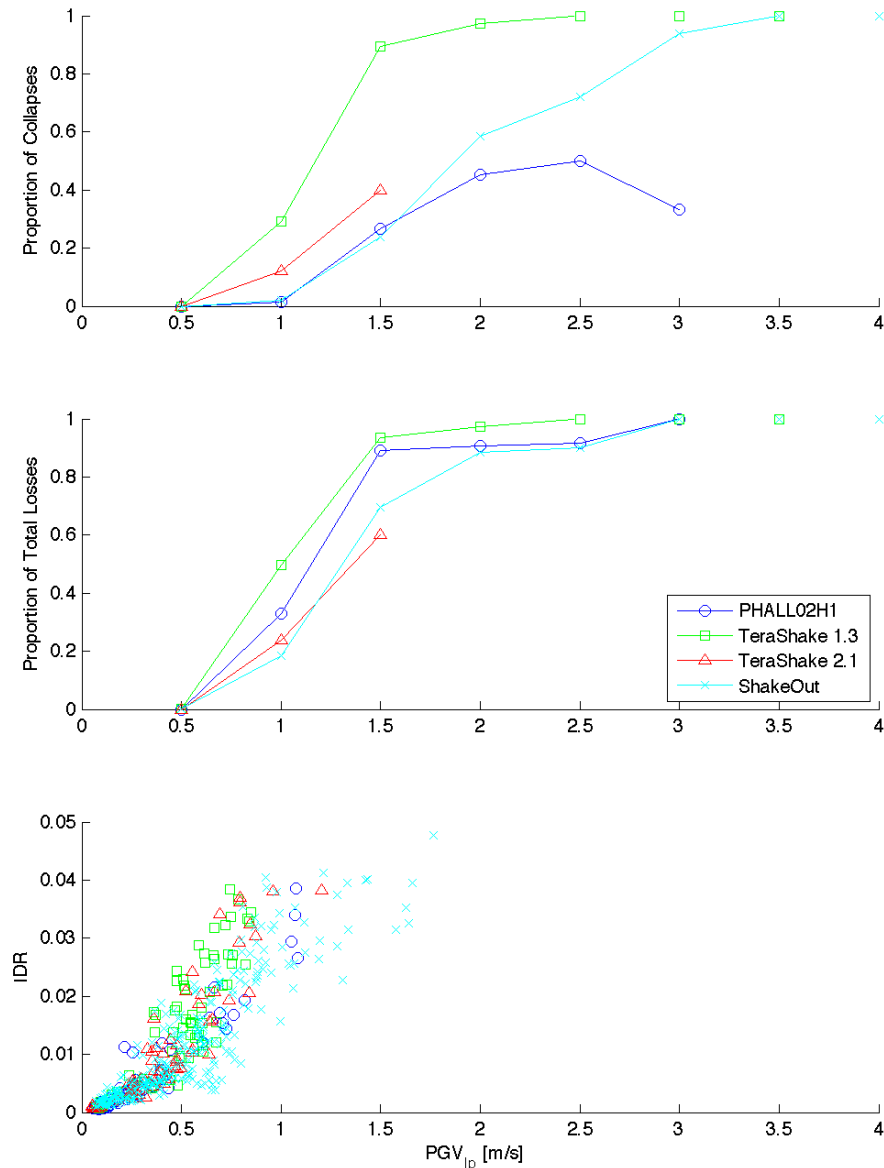 1
0.8
0.6
0.4
0.2
0
Proportion of Collapses
0 0.5 1 1.5 2 2.5 3 3.5 4
1
0.8
0.6
0.4
0.2
0
Proportion of Total Losses
PHALL02H1
TeraShake 1.3
TeraShake 2.1
ShakeOut
0 0.5 1 1.5 2 2.5 3 3.5 4
0.05
0.04
0.03
0.02
0.01
0
IDR
0 0.5 1 1.5 2 2.5 3 3.5 4
PGVlp [m/s]